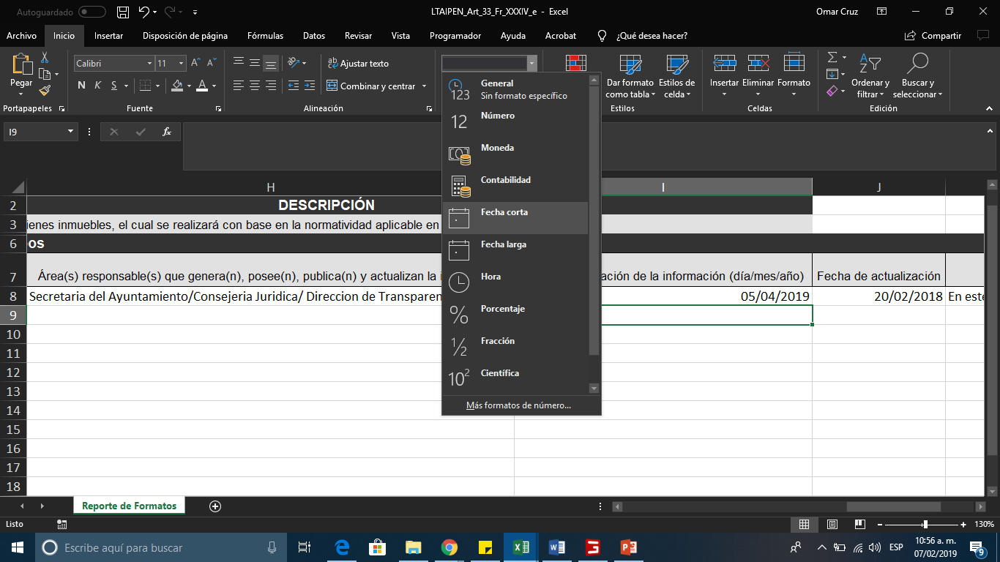 Autoguardado
LTAIPEN_Art_33_Fr_XXXIV_e - Excel
Omar Cruz
Archivo Inicio Insertar Disposición de página Fórmulas Datos Revisar Vista Programador Ayuda Acrobat ¿Qué desea hacer? Compartir
Pegar
Portapapeles
Calibri 11
N K S
Fuente
Ajustar texto
Combinar y centrar
Alineación
Dar formato
como tabla
Estilos de
celda
Estilos
Insertar Eliminar Formato
Celdas
Ordenary
filtrar
Buscar y
seleccionar
Edición
General
Sin formato específico
Número
Moneda
Contabilidad
Fecha corta
Fecha larga
Hora
Porcentaje
Fracción
Científica
Más formatos de número...
I9
fx
H I J
2 DESCRIPCIÓN
3 ienes inmuebles, el cual se realizará con base en la normatividad aplicable en
6 os
7 Área(s) responsable(s) que genera(n), posee(n), publica(n) y actualizan la i ación de la información (día/mes/año) Fecha de actualización
8 Secretaria del Ayuntamiento/Consejeria Juridica/ Direccion de Transparen 05/04/2019 20/02/2018 En este
9
10
11
12
13
14
15
16
17
18
Reporte de Formatos
Listo
130%
Escribe aquí para buscar
ESP
10:56 a. m.
07/02/2019
9